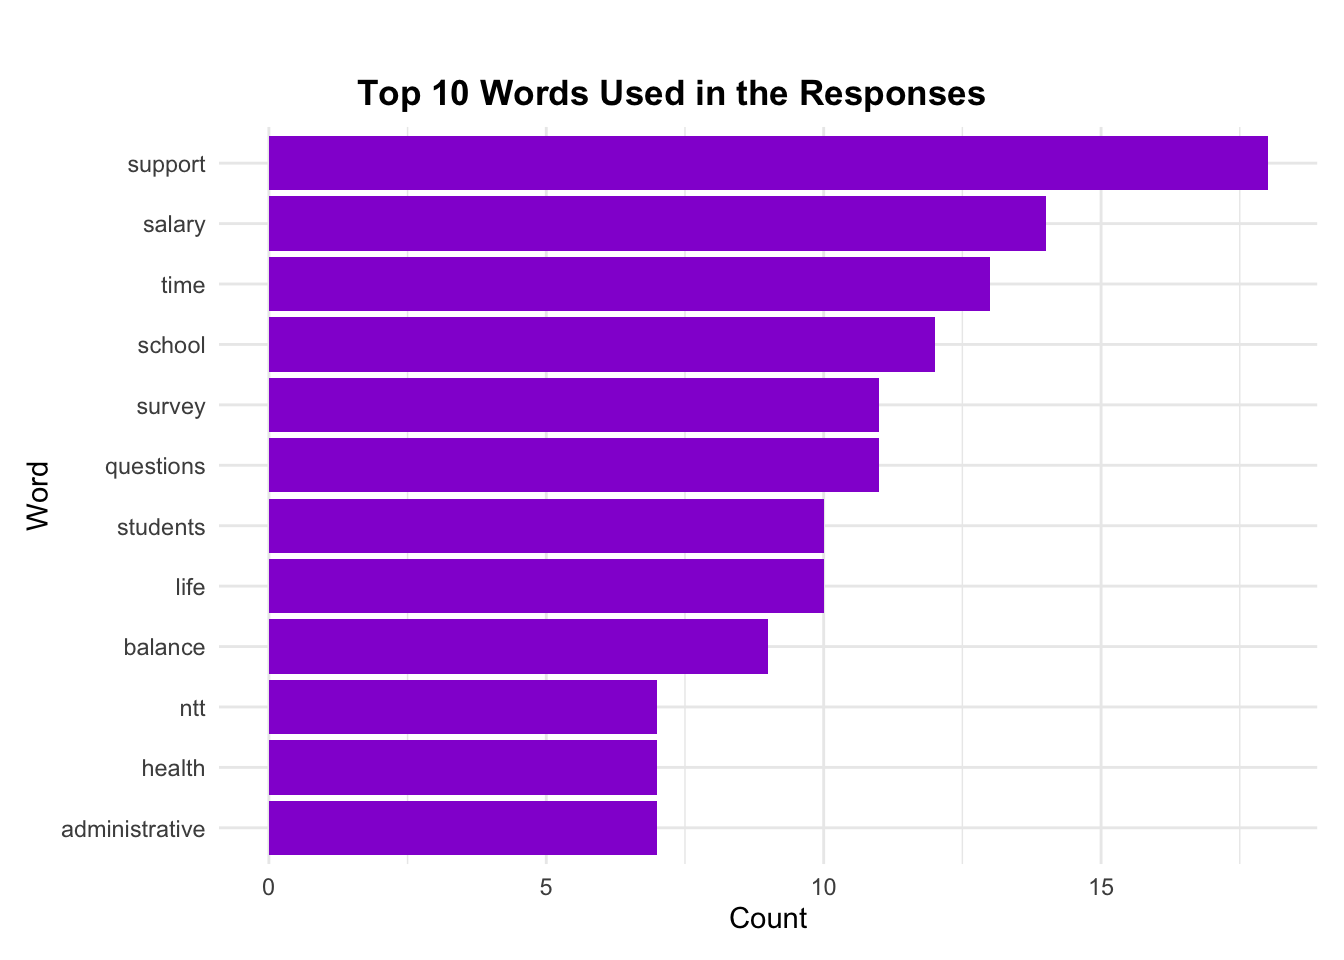 Top 10 Words Used in the Responses
support
salary
time
school
survey
questions
students
life
balance
ntt
health
administrative
Word
0 5 10 15
Count